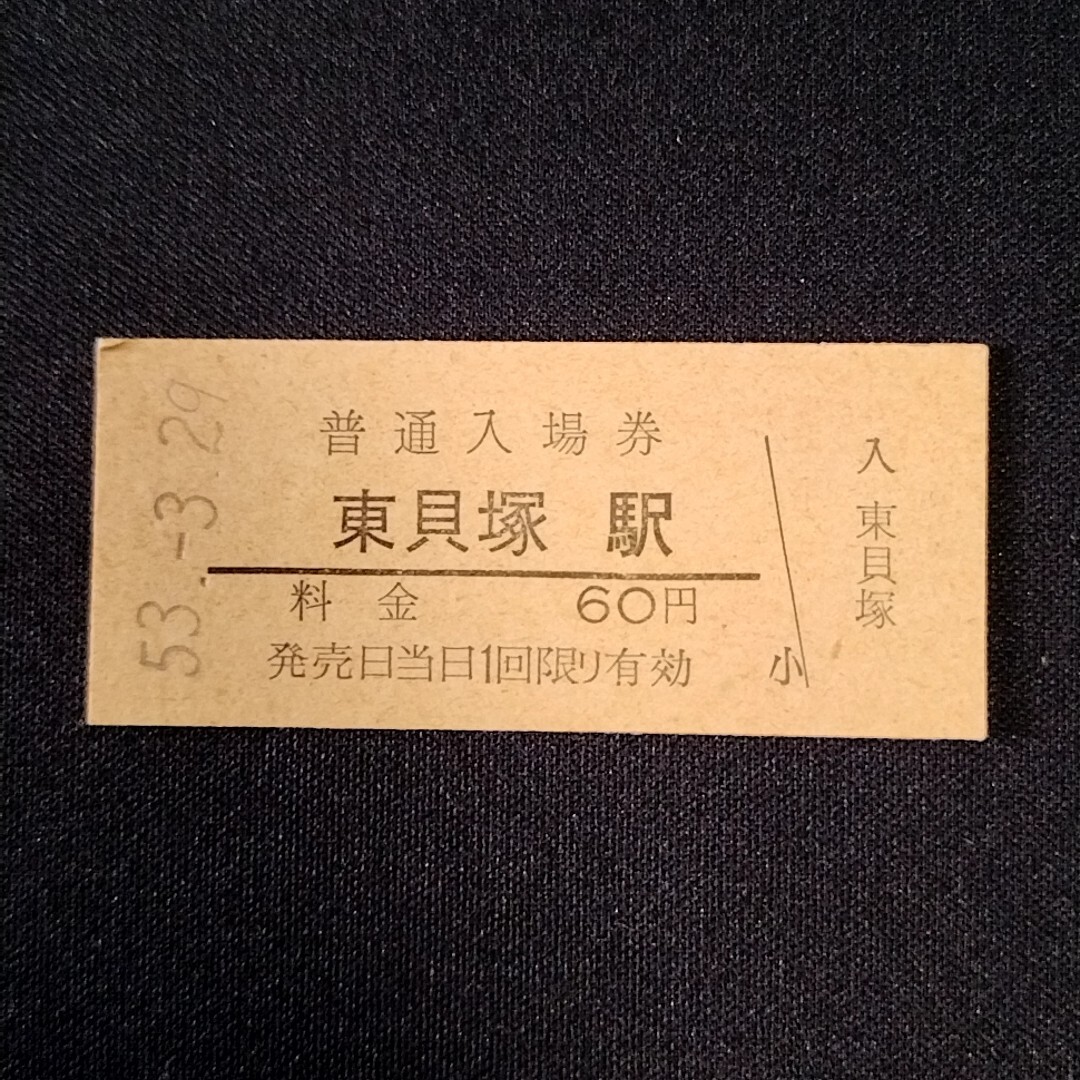 普通入場券
東貝塚 駅
料金 60円
発売日当日1回限り有効
小
入 東貝塚
53.-3.29